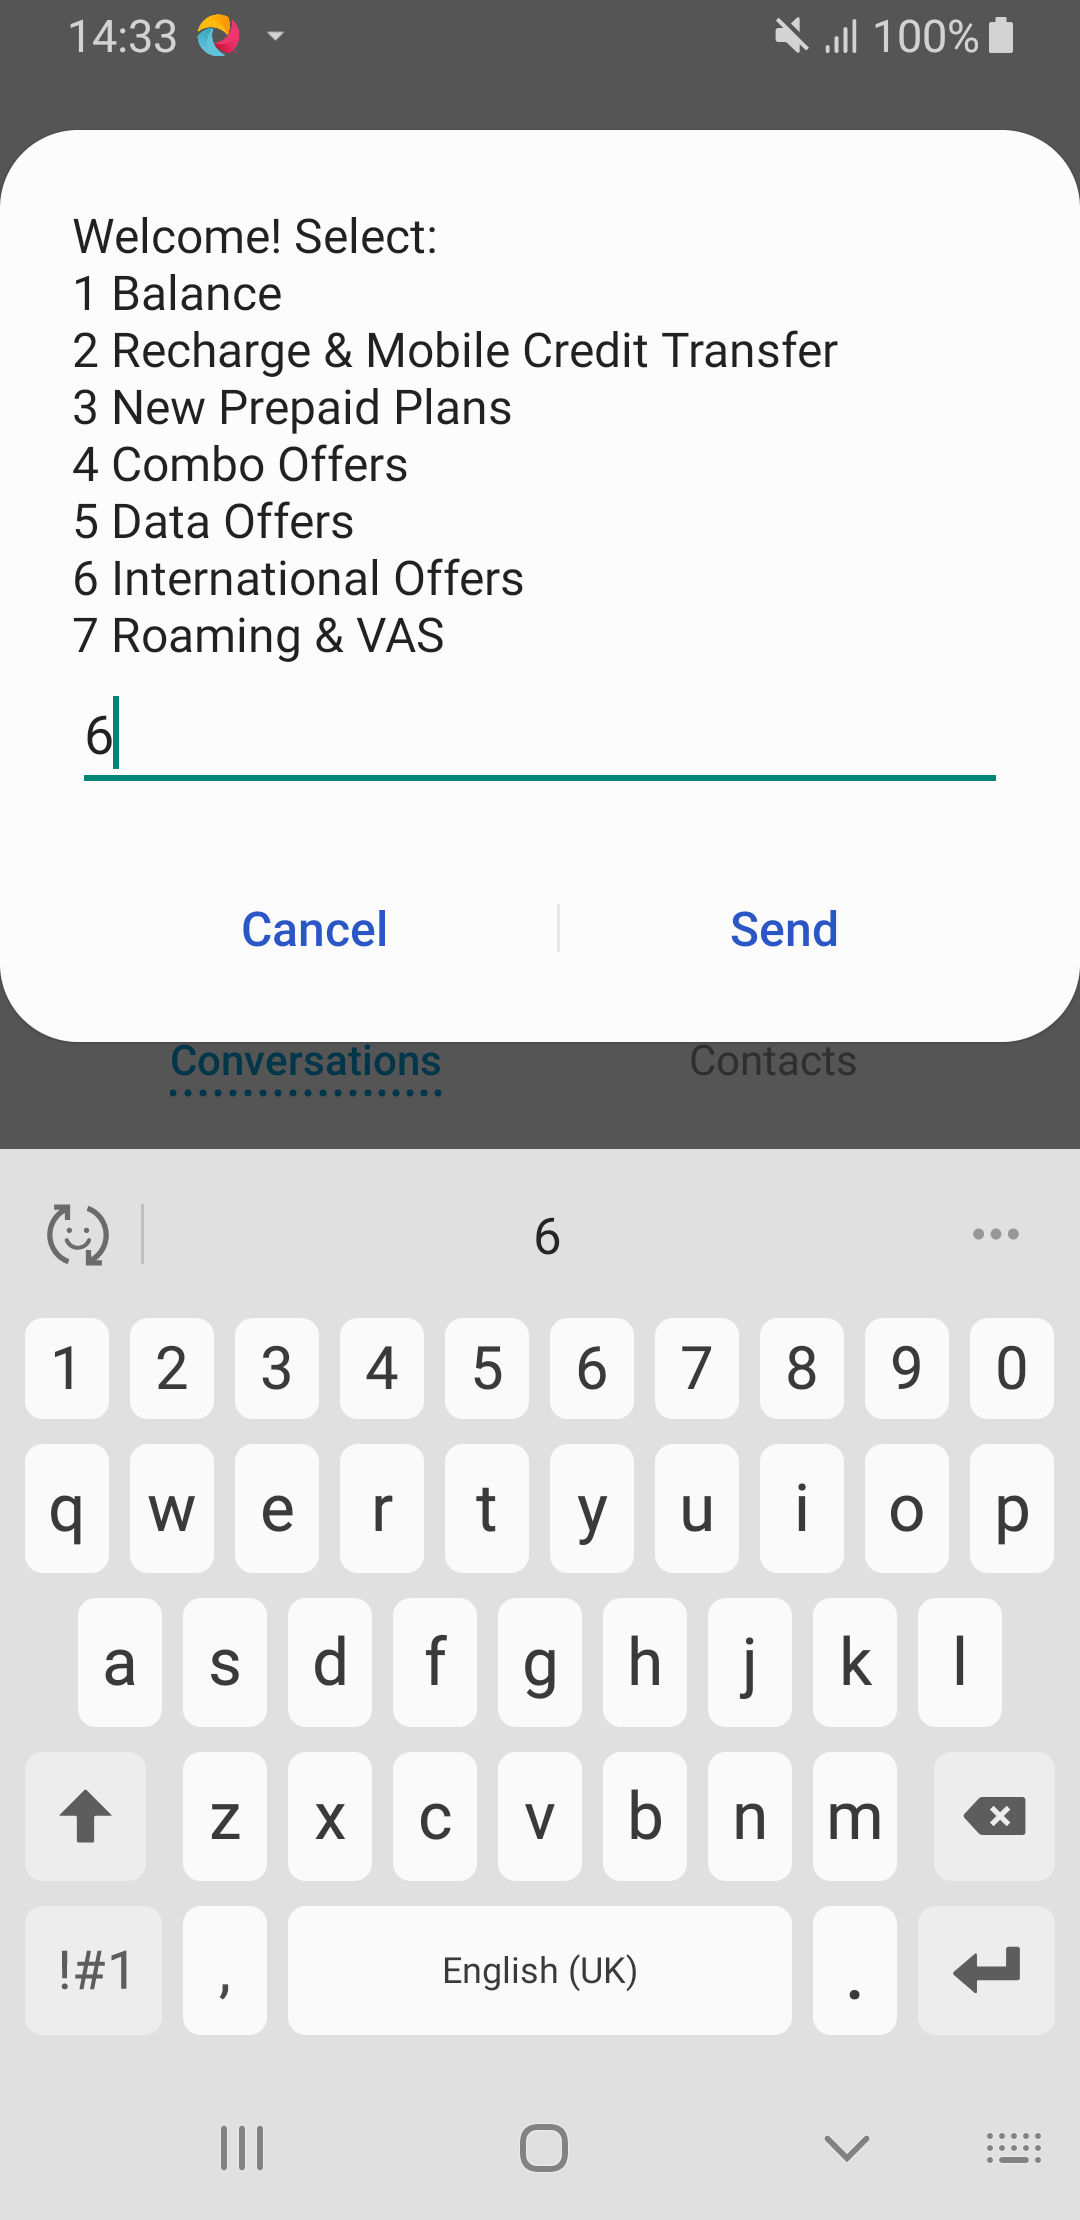 14:33 100%
Welcome! Select:
1 Balance
2 Recharge & Mobile Credit Transfer
3 New Prepaid Plans
4 Combo Offers
5 Data Offers
6 International Offers
7 Roaming & VAS
6
Cancel Send
Conversations Contacts
6
1 2 3 4 5 6 7 8 9 0
q w e r t y u i o p
a s d f g h j k l
z x c v b n m
!#1 , English (UK) .